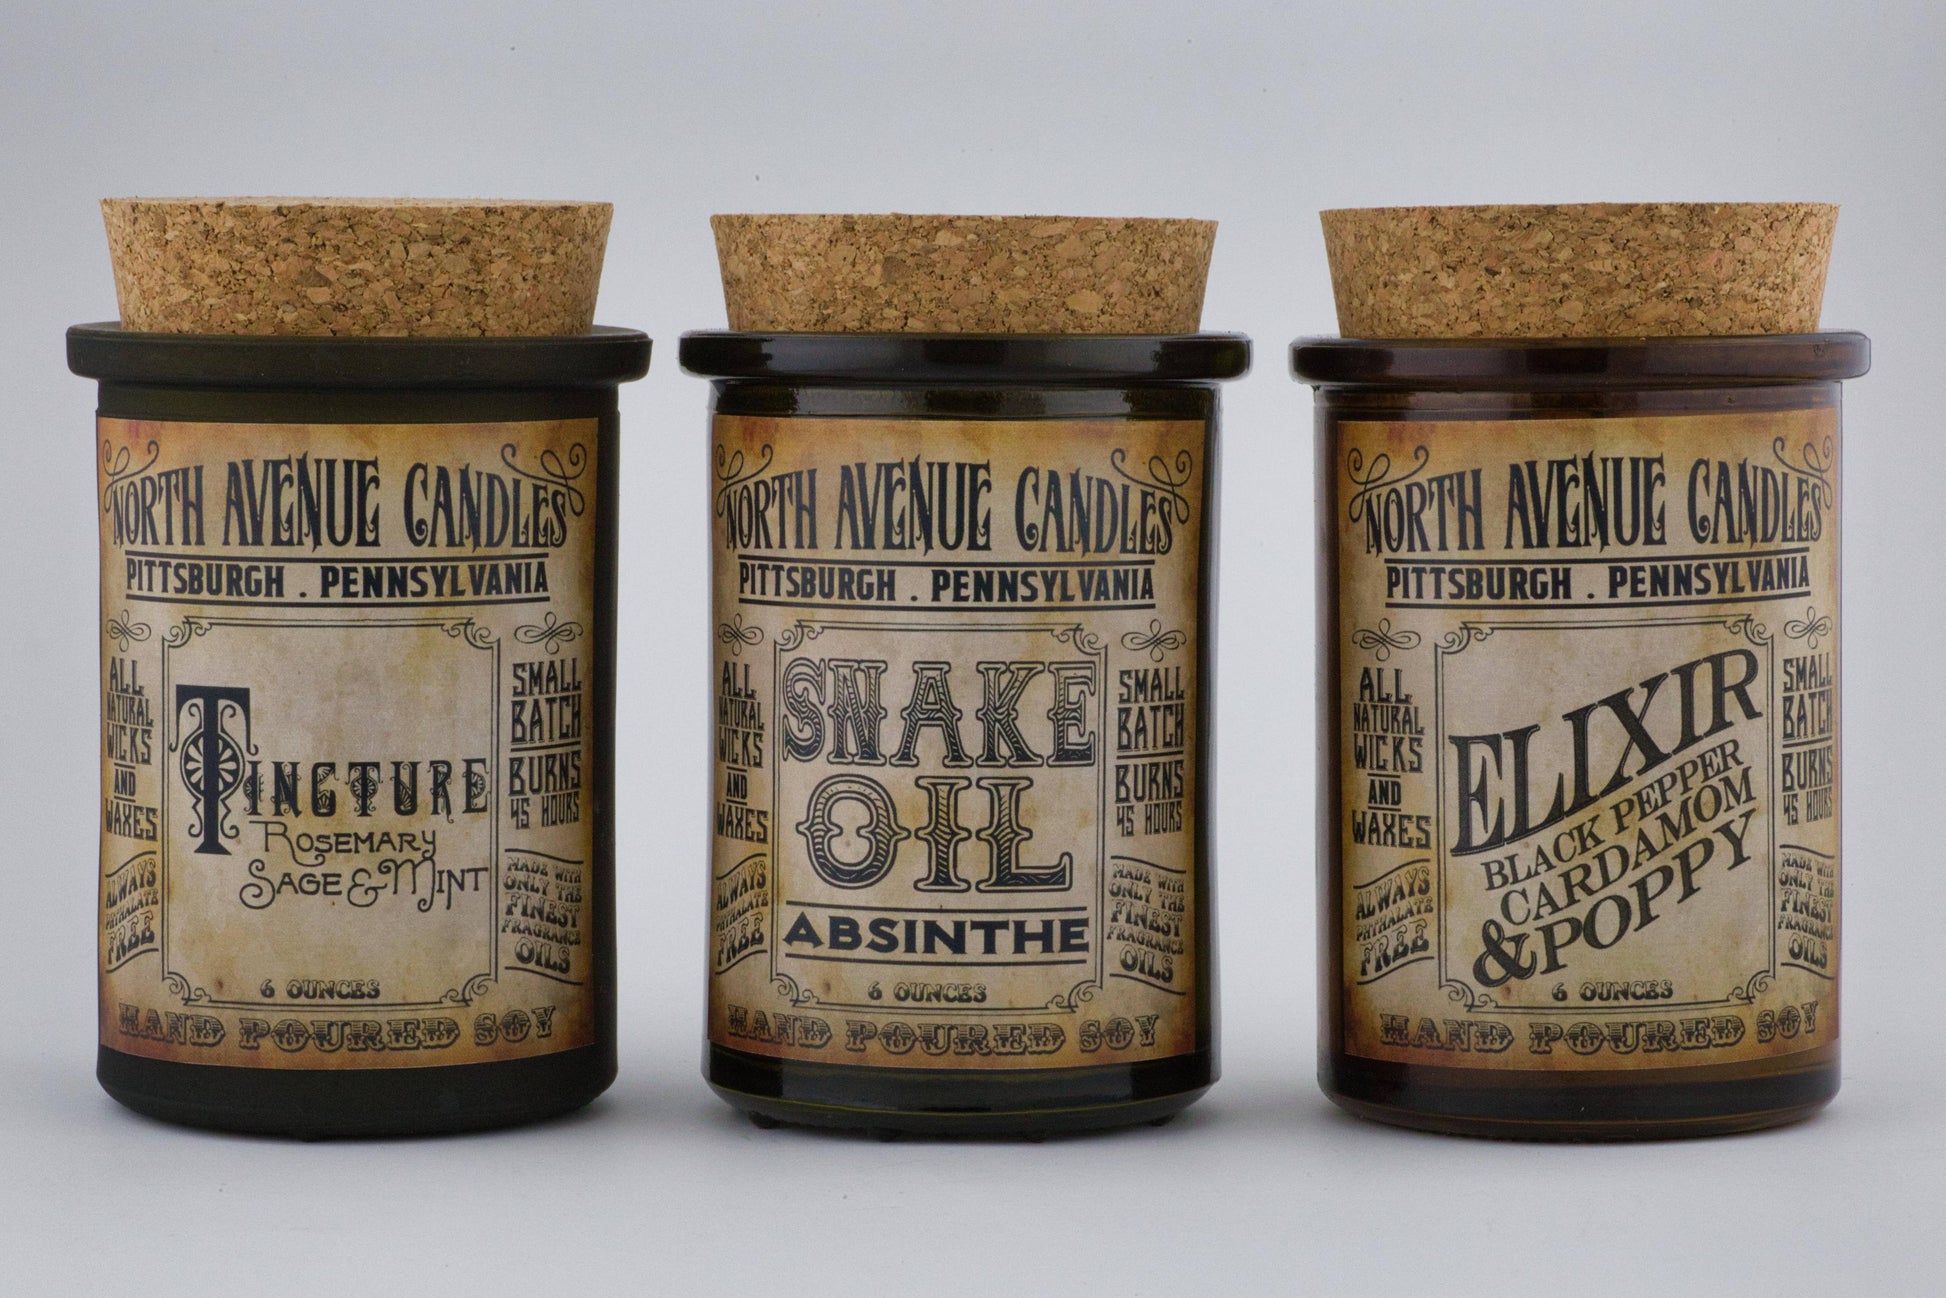 NORTH AVENUE CANDLES
PITTSBURGH . PENNSYLVANIA
ALL
NATURAL
WICKS
AND
WAXES
ALWAYS
PHTHALATE
FREE
TINCTURE
ROSEMARY
SAGE & MINT
6 OUNCES
SMALL
BATCH
BURNS
45 HOURS
MADE WITH
ONLY THE
FINEST
FRAGRANCE
OILS
HAND POURED SOY
NORTH AVENUE CANDLES
PITTSBURGH . PENNSYLVANIA
ALL
NATURAL
WICKS
AND
WAXES
ALWAYS
PHTHALATE
FREE
SNAKE
OIL
ABSINTHE
6 OUNCES
SMALL
BATCH
BURNS
45 HOURS
MADE WITH
ONLY THE
FINEST
FRAGRANCE
OILS
HAND POURED SOY
NORTH AVENUE CANDLES
PITTSBURGH . PENNSYLVANIA
ALL
NATURAL
WICKS
AND
WAXES
ALWAYS
PHTHALATE
FREE
ELIXIR
BLACK PEPPER
CARDAMOM
& POPPY
6 OUNCES
SMALL
BATCH
BURNS
45 HOURS
MADE WITH
ONLY THE
FINEST
FRAGRANCE
OILS
HAND POURED SOY